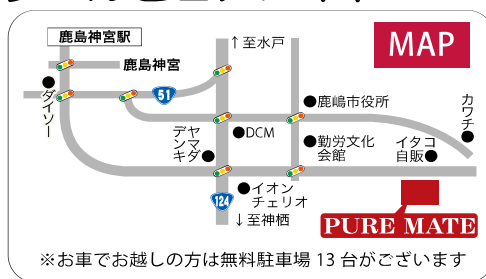 鹿島神宮駅
↑至水戸
MAP
鹿島神宮
51
ダイソー
鹿嶋市役所
カワチ
DCM
ヤマダ
デンキ
勤労文化
会館
イタコ
自販
イオン
チェリオ
124
↓至神栖
PURE MATE
※お車でお越しの方は無料駐車場13台がございます